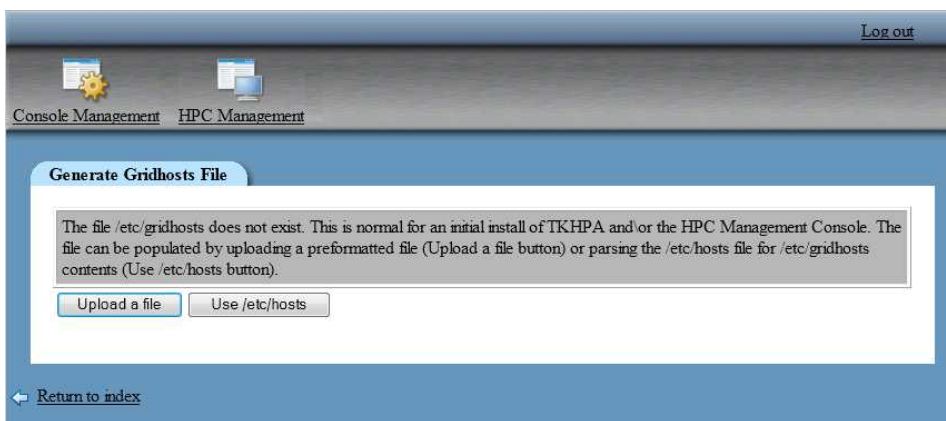 Log out
Console Management HPC Management
Generate Gridhosts File
The file /etc/gridhosts does not exist. This is normal for an initial install of TKHPA and\or the HPC Management Console. The
file can be populated by uploading a preformatted file (Upload a file button) or parsing the /etc/hosts file for /etc/gridhosts
contents (Use /etc/hosts button).
Upload a file Use /etc/hosts
Return to index